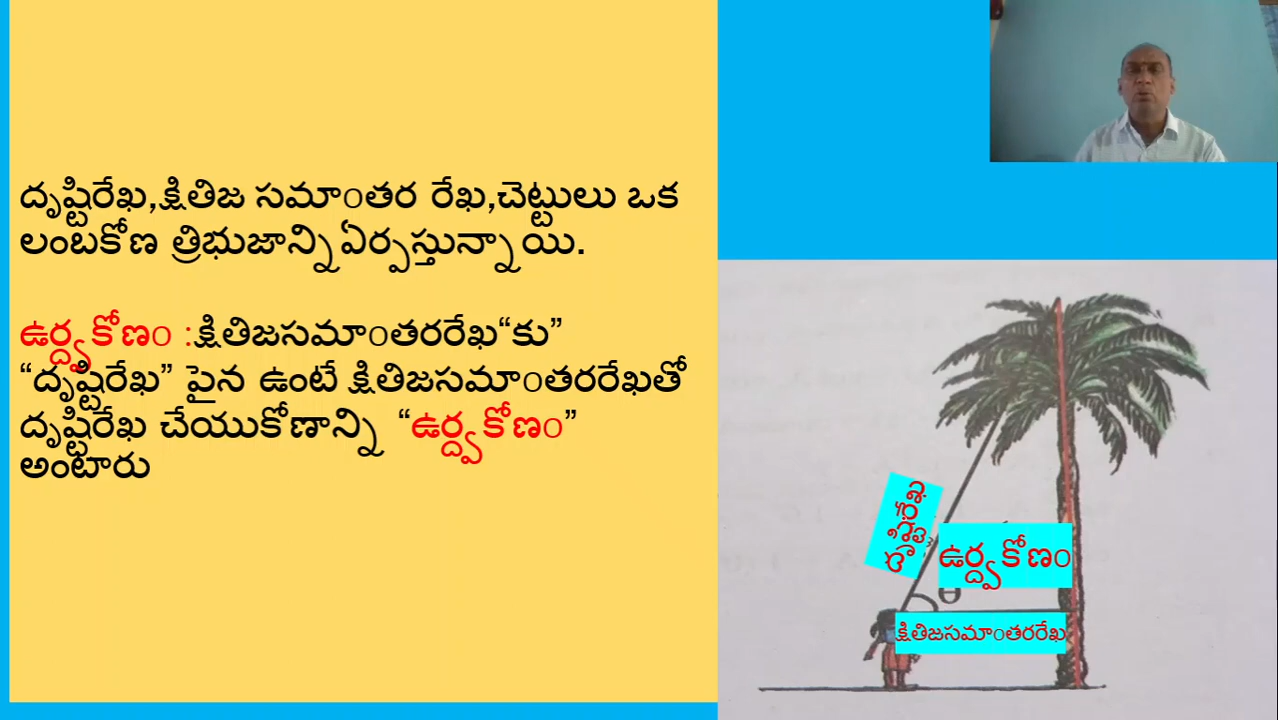 దృష్టిరేఖ,క్షితిజ సమాంతర రేఖ,చెట్టులు ఒక
లంబకోణ త్రిభుజాన్ని ఏర్పస్తున్నాయి.
ఉర్ద్వకోణం :క్షితిజసమాంతరరేఖ“కు”
“దృష్టిరేఖ” పైన ఉంటే క్షితిజసమాంతరరేఖతో
దృష్టిరేఖ చేయుకోణాన్ని “ఉర్ద్వకోణం”
అంటారు
దృష్టిరేఖ
ఉర్ద్వకోణం
θ
క్షితిజసమాంతరరేఖ